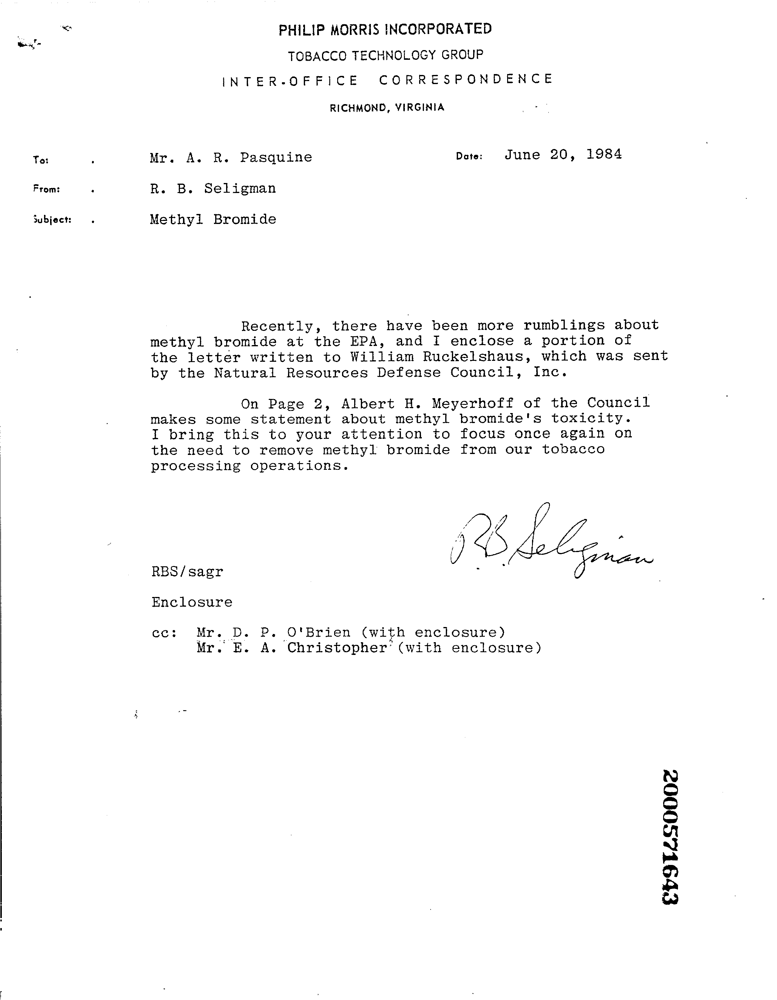 PHILIP MORRIS INCORPORATED
TOBACCO TECHNOLOGY GROUP
INTER-OFFICE CORRESPONDENCE
RICHMOND, VIRGINIA
To: . Mr. A. R. Pasquine Date: June 20, 1984
From: . R. B. Seligman
Subject: . Methyl Bromide
Recently, there have been more rumblings about
methyl bromide at the EPA, and I enclose a portion of
the letter written to William Ruckelshaus, which was sent
by the Natural Resources Defense Council, Inc.
On Page 2, Albert H. Meyerhoff of the Council
makes some statement about methyl bromide's toxicity.
I bring this to your attention to focus once again on
the need to remove methyl bromide from our tobacco
processing operations.
RB Seligman
RBS/sagr
Enclosure
cc: Mr. D. P. O'Brien (with enclosure)
Mr. E. A. Christopher (with enclosure)
2000571643